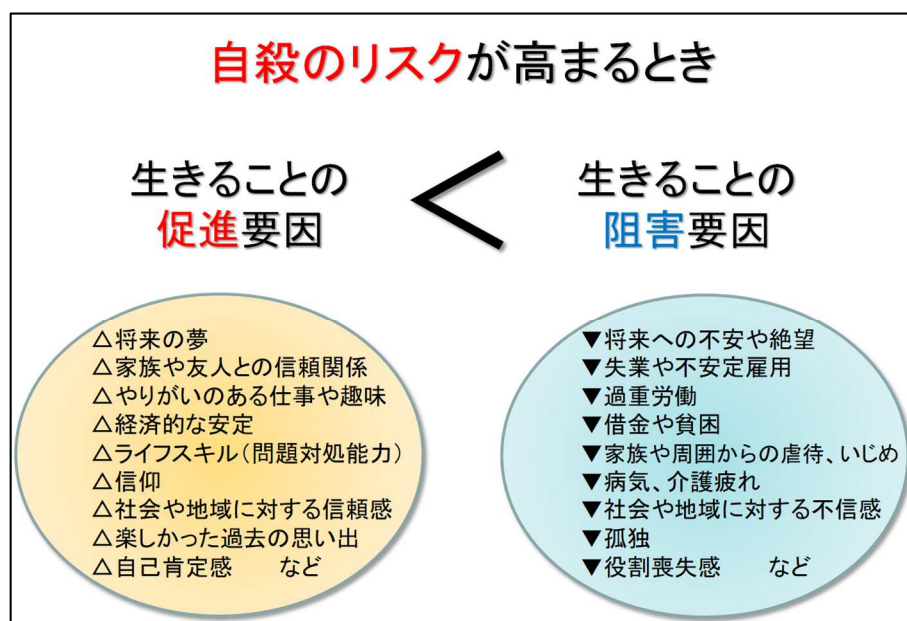 自殺のリスクが高まるとき
生きることの
促進要因
<
生きることの
阻害要因
△将来の夢
△家族や友人との信頼関係
△やりがいのある仕事や趣味
△経済的な安定
△ライフスキル(問題対処能力)
△信仰
△社会や地域に対する信頼感
△楽しかった過去の思い出
△自己肯定感　　など
▼将来への不安や絶望
▼失業や不安定雇用
▼過重労働
▼借金や貧困
▼家族や周囲からの虐待、いじめ
▼病気、介護疲れ
▼社会や地域に対する不信感
▼孤独
▼役割喪失感　　など